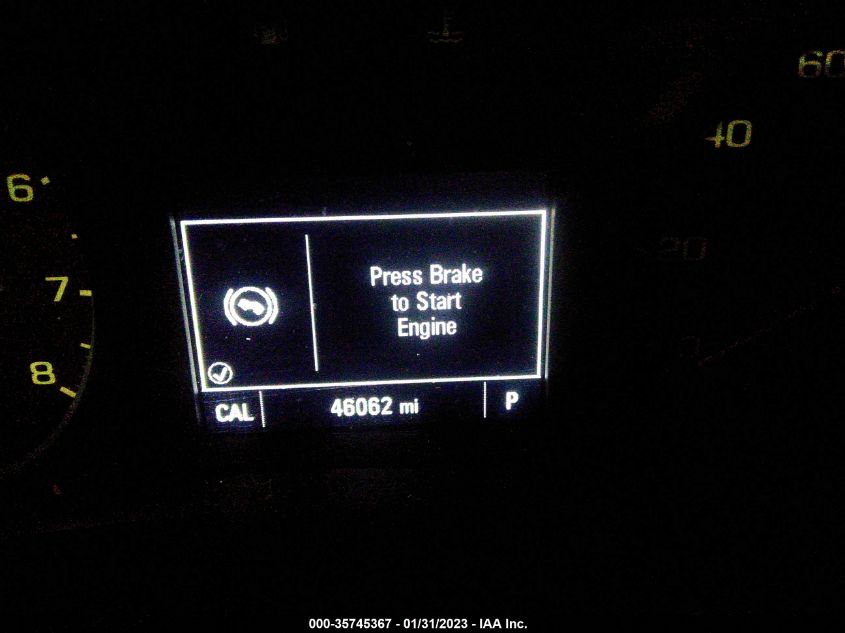 60
40
20
6
7
8
Press Brake
to Start
Engine
CAL 46062 mi P
000-35745367 - 01/31/2023 - IAA Inc.